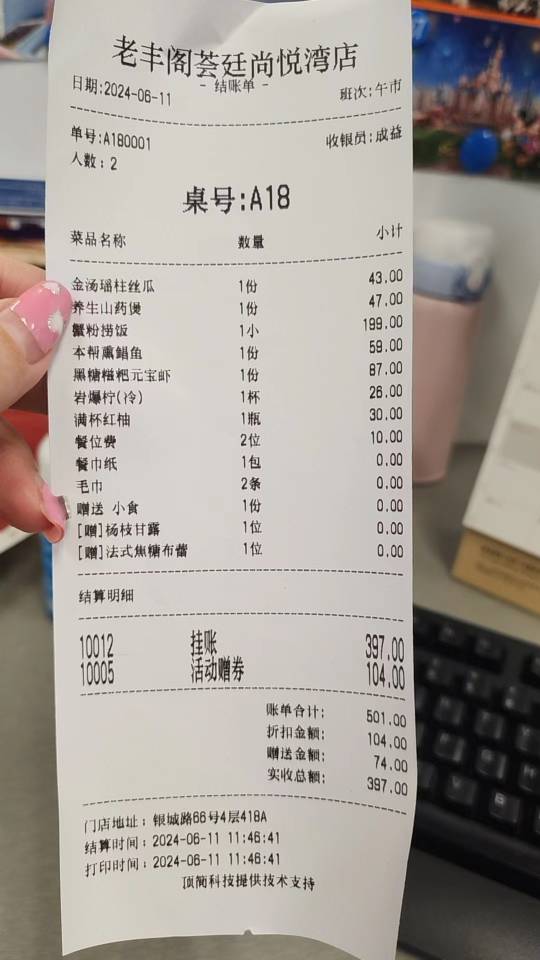 老丰阁荟廷尚悦湾店
- 结账单 -
日期:2024-06-11 班次:午市
单号:A180001 收银员:成益
人数: 2
桌号:A18
菜品名称 数量 小计
金汤瑶柱丝瓜 1份 43.00
养生山药煲 1份 47.00
蟹粉捞饭 1小 199.00
本帮熏鲳鱼 1份 59.00
黑糖糍粑元宝虾 1份 87.00
岩爆柠(冷) 1杯 26.00
满杯红柚 1瓶 30.00
餐位费 2位 10.00
餐巾纸 1包 0.00
毛巾 2条 0.00
赠送 小食 1份 0.00
[赠]杨枝甘露 1位 0.00
[赠]法式焦糖布蕾 1位 0.00
结算明细
10012 挂账 397.00
10005 活动赠券 104.00
账单合计: 501.00
折扣金额: 104.00
赠送金额: 74.00
实收总额: 397.00
门店地址: 银城路66号4层418A
结算时间: 2024-06-11 11:46:41
打印时间: 2024-06-11 11:46:41
顶简科技提供技术支持